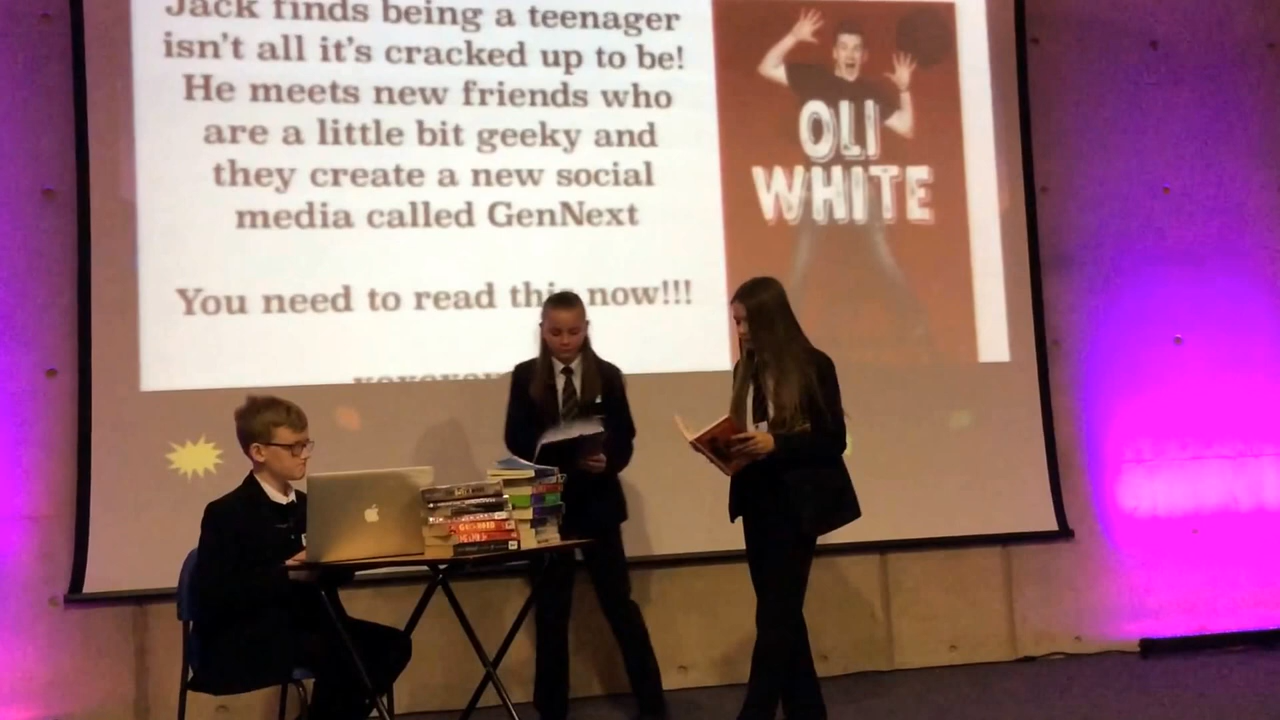 Jack finds being a teenager
isn't all it's cracked up to be!
He meets new friends who
are a little bit geeky and
they create a new social
media called GenNext
You need to read this now!!!
OLI
WHITE